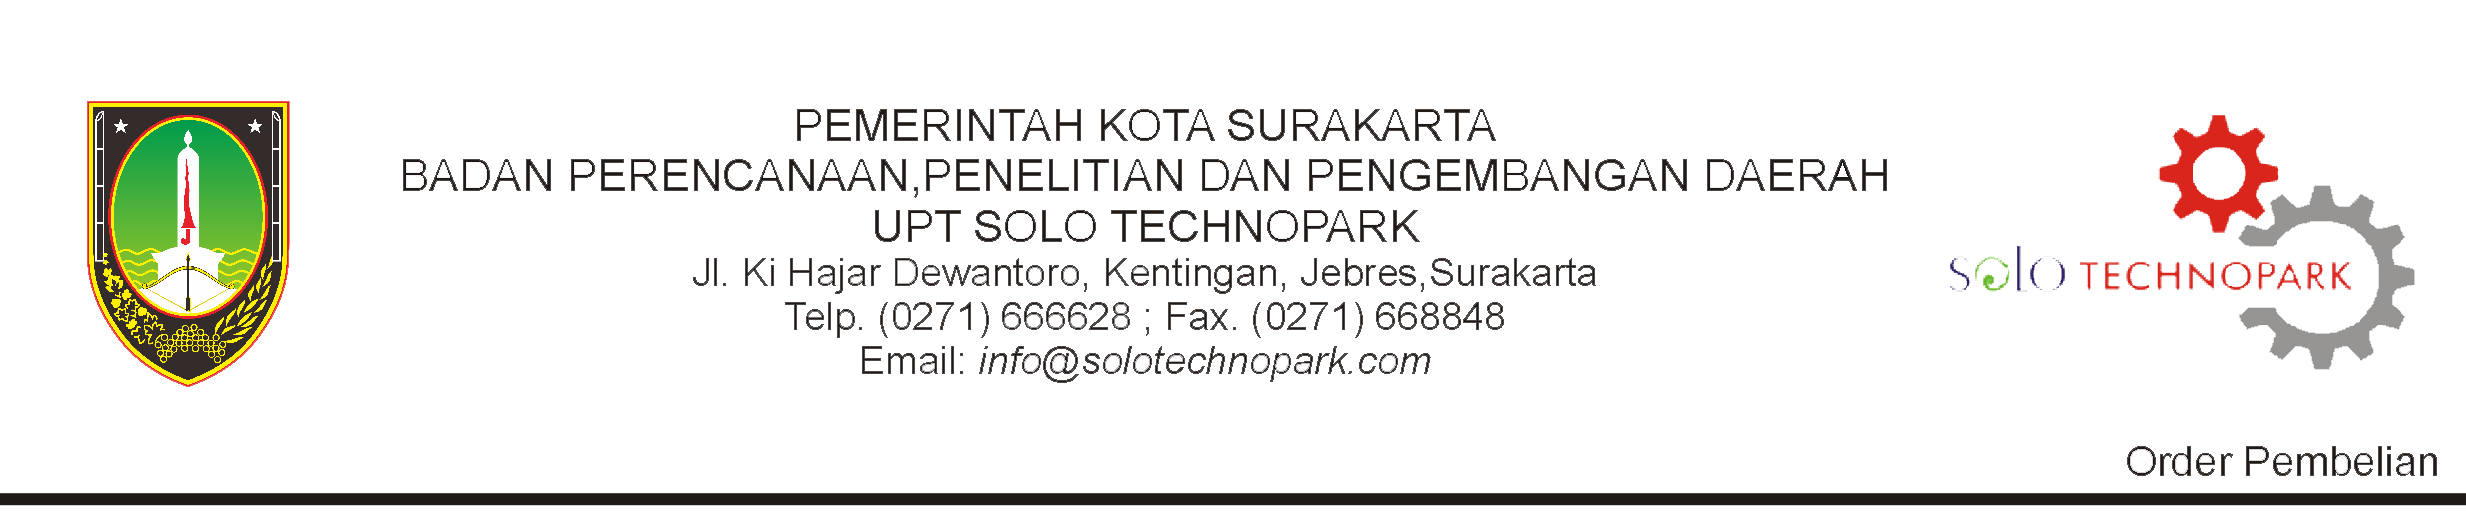 PEMERINTAH KOTA SURAKARTA
BADAN PERENCANAAN,PENELITIAN DAN PENGEMBANGAN DAERAH
UPT SOLO TECHNOPARK
Jl. Ki Hajar Dewantoro, Kentingan, Jebres,Surakarta
Telp. (0271) 666628 ; Fax. (0271) 668848
Email: info@solotechnopark.com
solo TECHNOPARK
Order Pembelian